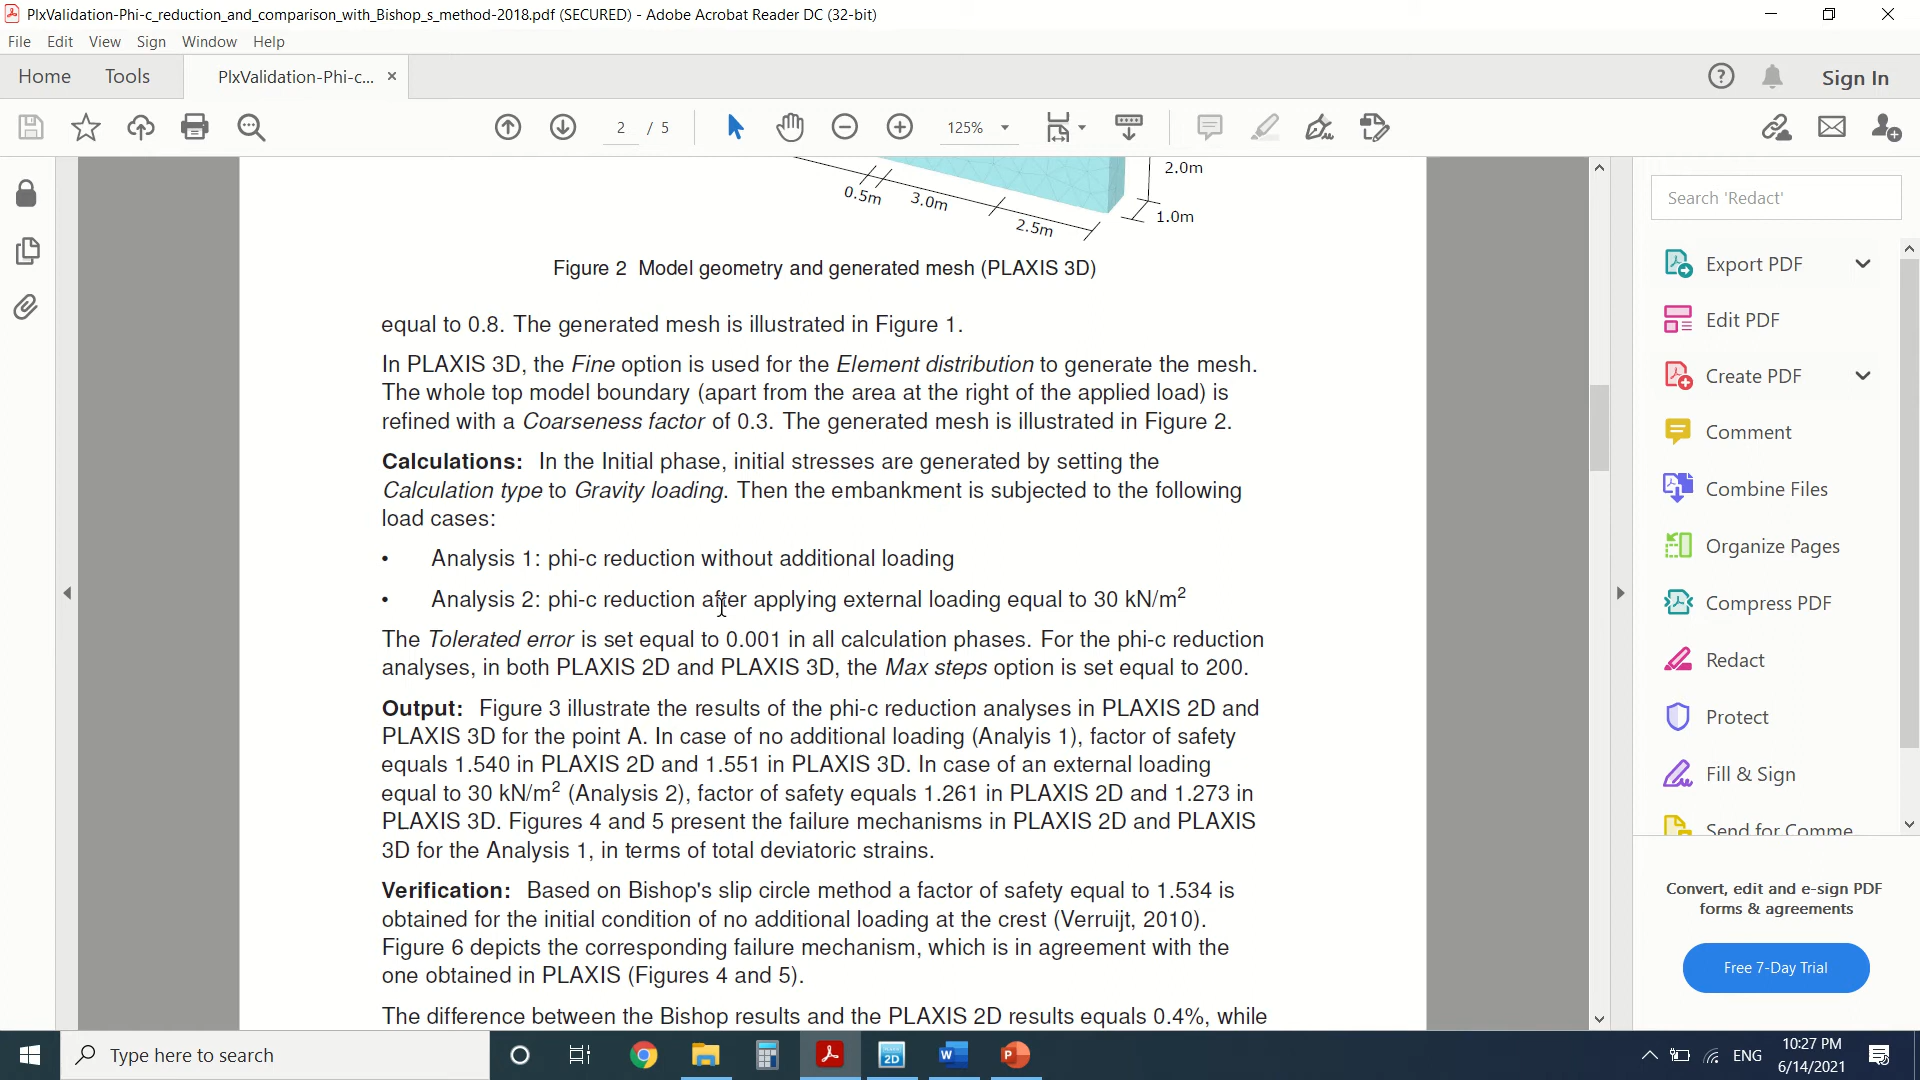 PlxValidation-Phi-c_reduction_and_comparison_with_Bishop_s_method-2018.pdf (SECURED) - Adobe Acrobat Reader DC (32-bit)
File Edit View Sign Window Help
Home Tools PlxValidation-Phi-c... × Sign In
2 / 5 125%
2.0m
0.5m 3.0m 1.0m
2.5m
Figure 2 Model geometry and generated mesh (PLAXIS 3D)
equal to 0.8. The generated mesh is illustrated in Figure 1.
In PLAXIS 3D, the Fine option is used for the Element distribution to generate the mesh.
The whole top model boundary (apart from the area at the right of the applied load) is
refined with a Coarseness factor of 0.3. The generated mesh is illustrated in Figure 2.
Calculations: In the Initial phase, initial stresses are generated by setting the
Calculation type to Gravity loading. Then the embankment is subjected to the following
load cases:
• Analysis 1: phi-c reduction without additional loading
• Analysis 2: phi-c reduction after applying external loading equal to 30 kN/m²
The Tolerated error is set equal to 0.001 in all calculation phases. For the phi-c reduction
analyses, in both PLAXIS 2D and PLAXIS 3D, the Max steps option is set equal to 200.
Output: Figure 3 illustrate the results of the phi-c reduction analyses in PLAXIS 2D and
PLAXIS 3D for the point A. In case of no additional loading (Analyis 1), factor of safety
equals 1.540 in PLAXIS 2D and 1.551 in PLAXIS 3D. In case of an external loading
equal to 30 kN/m² (Analysis 2), factor of safety equals 1.261 in PLAXIS 2D and 1.273 in
PLAXIS 3D. Figures 4 and 5 present the failure mechanisms in PLAXIS 2D and PLAXIS
3D for the Analysis 1, in terms of total deviatoric strains.
Verification: Based on Bishop's slip circle method a factor of safety equal to 1.534 is
obtained for the initial condition of no additional loading at the crest (Verruijt, 2010).
Figure 6 depicts the corresponding failure mechanism, which is in agreement with the
one obtained in PLAXIS (Figures 4 and 5).
The difference between the Bishop results and the PLAXIS 2D results equals 0.4%, while
Search 'Redact'
Export PDF
Edit PDF
Create PDF
Comment
Combine Files
Organize Pages
Compress PDF
Redact
Protect
Fill & Sign
Send for Comme
Convert, edit and e-sign PDF
forms & agreements
Free 7-Day Trial
Type here to search
2D
W
P
ENG
10:27 PM
6/14/2021